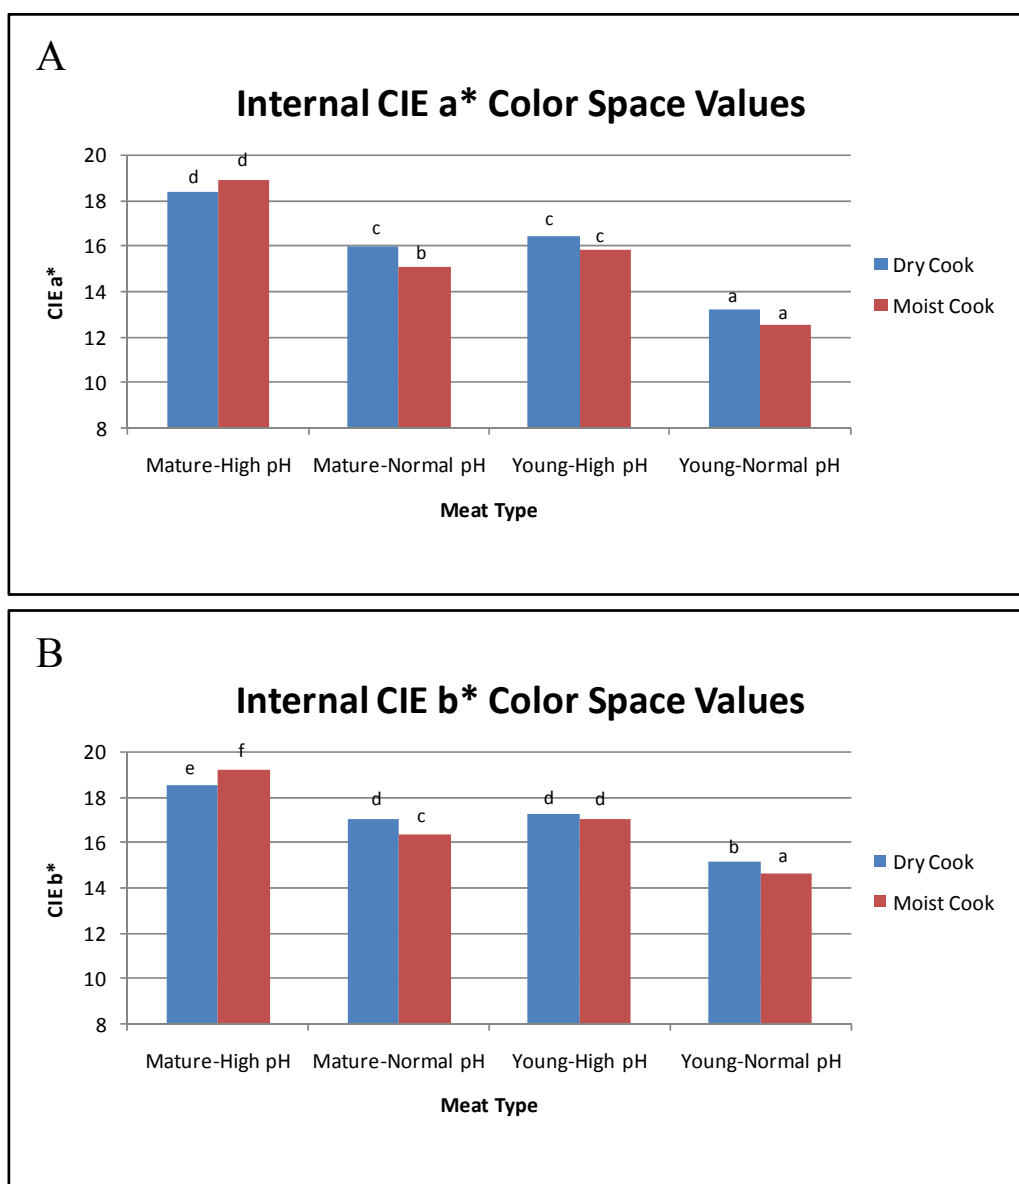 A
Internal CIE a* Color Space Values
20
18
16
14
12
10
8
CIE a*
d
d
c
b
c
c
a
a
Mature-High pH
Mature-Normal pH
Young-High pH
Young-Normal pH
Meat Type
Dry Cook
Moist Cook
B
Internal CIE b* Color Space Values
20
18
16
14
12
10
8
CIE b*
e
f
d
c
d
d
b
a
Mature-High pH
Mature-Normal pH
Young-High pH
Young-Normal pH
Meat Type
Dry Cook
Moist Cook